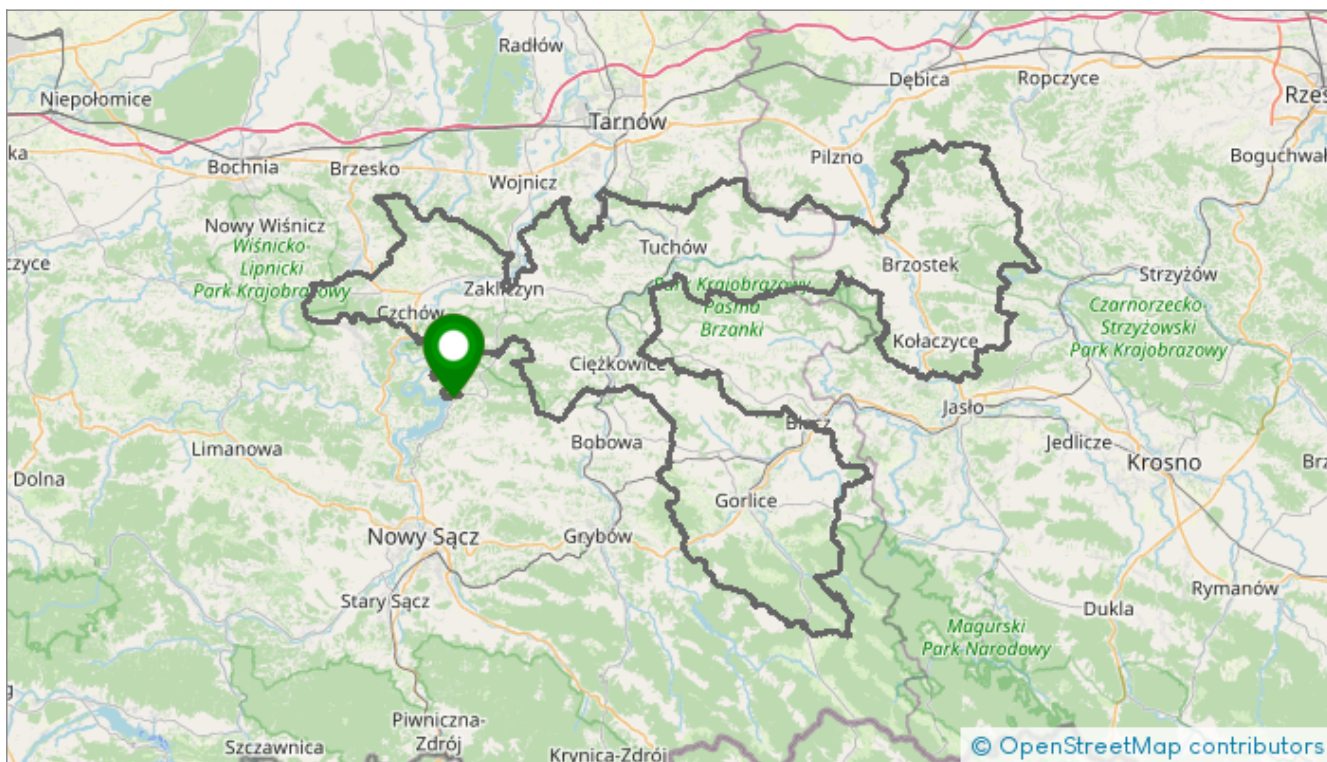 Radłów
Dębica
Ropczyce
Niepołomice
Rzes
Tarnów
Bochnia
Brzesko
Pilzno
Boguchwał
Wojnicz
Nowy Wiśnicz
Wiśnicko-
Lipnicki
Park Krajobrazowy
Tuchów
Brzostek
Strzyżów
czyce
Zakliczyn
Park Krajobrazowy
Pasma
Brzanki
Czarnorzecko-
Strzyżowski
Park Krajobrazowy
Czchów
Kołaczyce
Ciężkowice
Jasło
Biecz
Limanowa
Bobowa
Jedlicze
Krosno
Brz
Dolna
Gorlice
Nowy Sącz
Grybów
Rymanów
Stary Sącz
Dukla
Magurski
Park Narodowy
Piwniczna-
Zdrój
Szczawnica
Krynica-Zdrój
© OpenStreetMap contributors